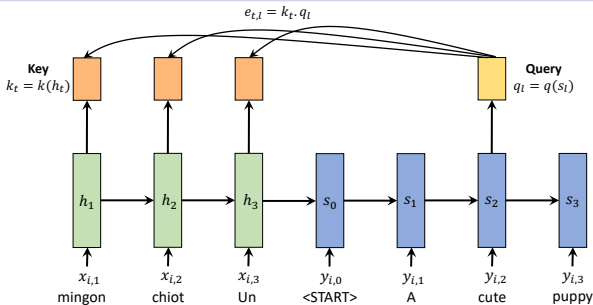 e_{t,l} = k_t . q_l
Key
k_t = k(h_t)
Query
q_l = q(s_l)
h_1 h_2 h_3 s_0 s_1 s_2 s_3
x_{i,1} x_{i,2} x_{i,3} y_{i,0} y_{i,1} y_{i,2} y_{i,3}
mingon chiot Un <START> A cute puppy